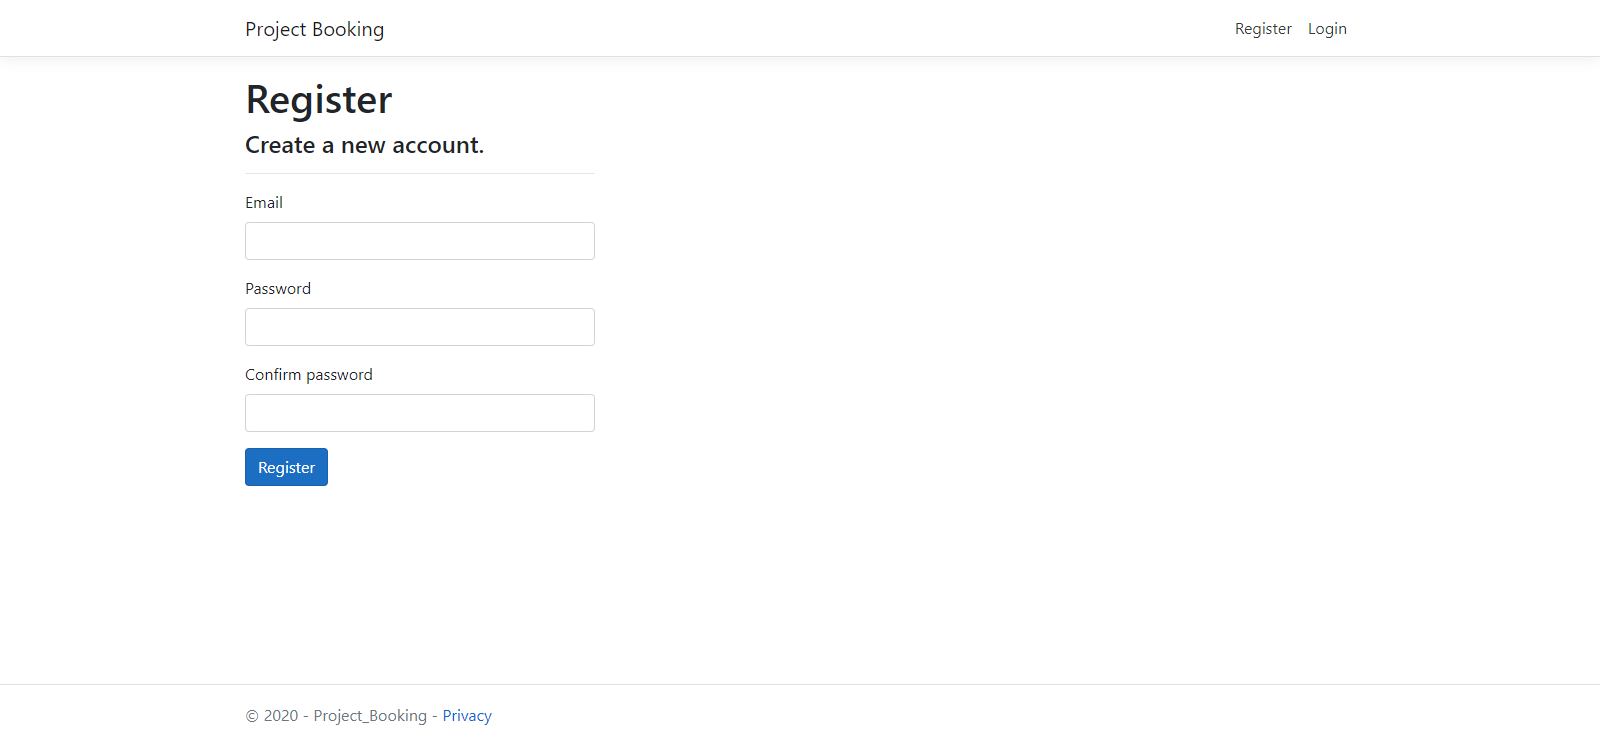 Project Booking
Register Login
Register
Create a new account.
Email
Password
Confirm password
Register
© 2020 - Project_Booking - Privacy